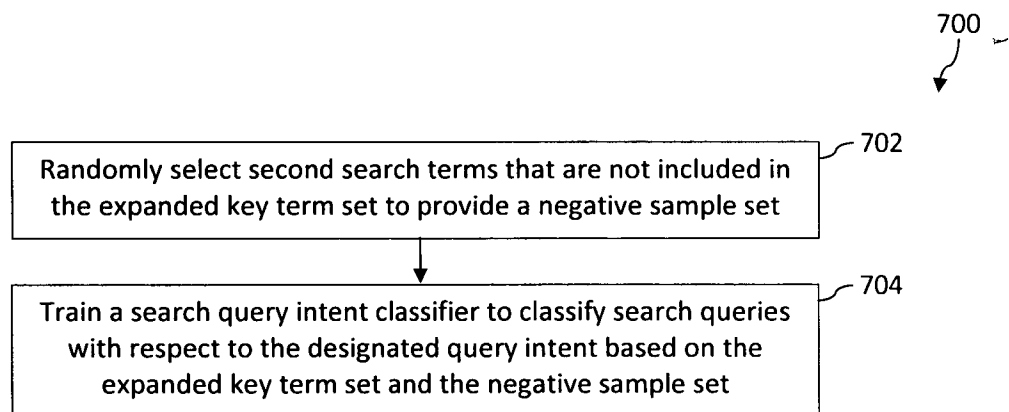 700
702
Randomly select second search terms that are not included in
the expanded key term set to provide a negative sample set
704
Train a search query intent classifier to classify search queries
with respect to the designated query intent based on the
expanded key term set and the negative sample set